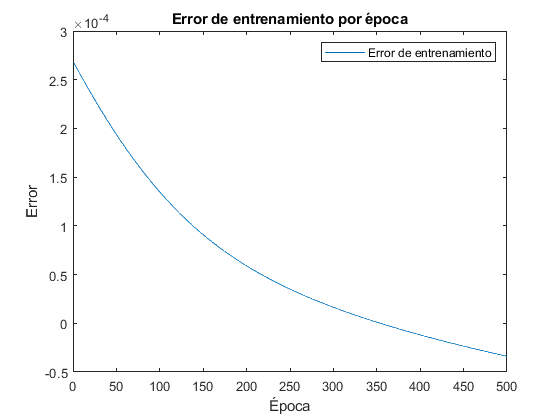 Error de entrenamiento por época
×10-4
Error de entrenamiento
3
2.5
2
1.5
1
0.5
0
-0.5
Error
0 50 100 150 200 250 300 350 400 450 500
Época